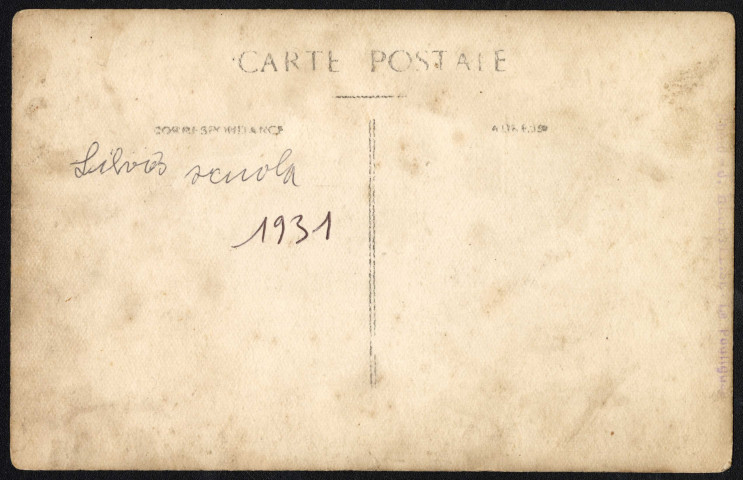 CARTE POSTALE
CORRESPONDANCE
ADRESSE
scuola
1931